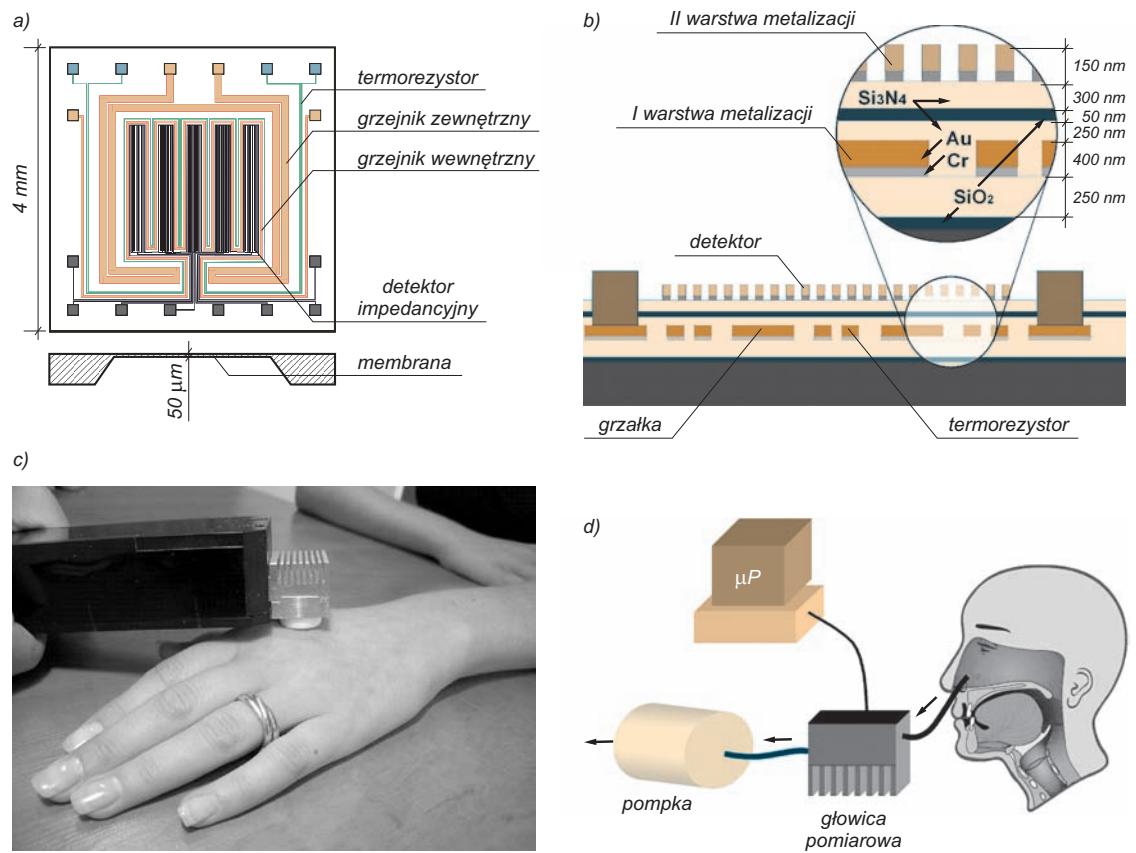 a)
4 mm
termorezystor
grzejnik zewnętrzny
grzejnik wewnętrzny
detektor
impedancyjny
membrana
50 μm
b)
II warstwa metalizacji
Si3N4
I warstwa metalizacji
Au
Cr
SiO2
150 nm
300 nm
50 nm
250 nm
400 nm
250 nm
detektor
grzałka
termorezystor
c)
d)
μP
pompka
głowica
pomiarowa